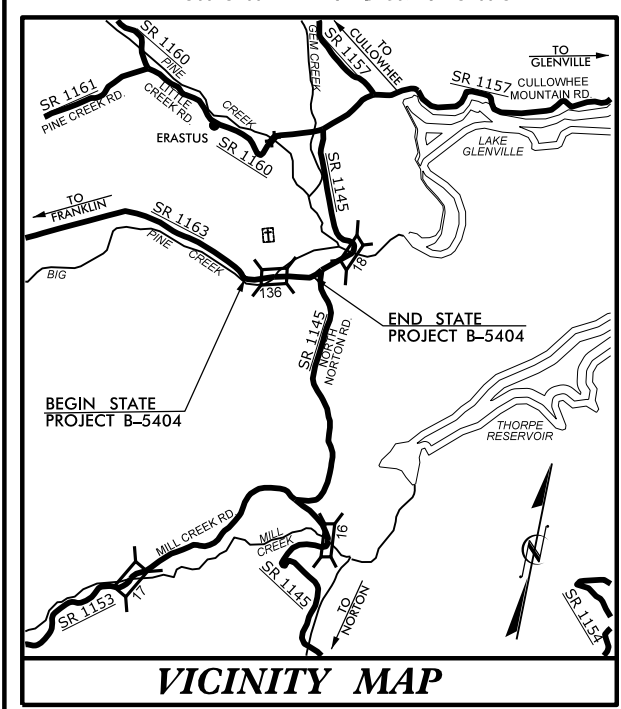 SR 1160
PINE
LITTLE
CREEK RD.
CREEK
SR 1161
PINE CREEK RD.
ERASTUS
SR 1160
GEM CREEK
TO
CULLOWHEE
SR 1157
TO
GLENVILLE
SR 1157
CULLOWHEE
MOUNTAIN RD.
LAKE
GLENVILLE
SR 1145
TO
FRANKLIN
SR 1163
PINE
CREEK
BIG
136
18
SR 1145
NORTH
NORTON RD.
END STATE
PROJECT B–5404
BEGIN STATE
PROJECT B–5404
THORPE
RESERVOIR
MILL CREEK RD.
MILL
CREEK
16
17
SR 1153
SR 1145
TO
NORTON
N
SR 1154
VICINITY MAP